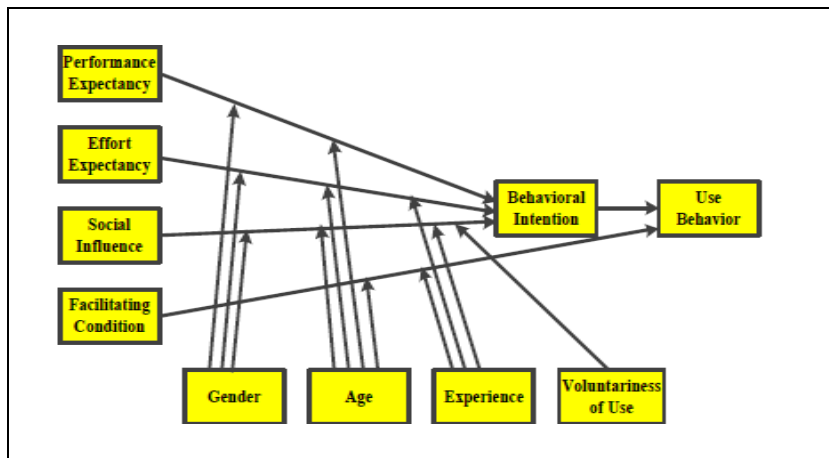 Performance
Expectancy
Effort
Expectancy
Social
Influence
Facilitating
Condition
Behavioral
Intention
Use
Behavior
Gender
Age
Experience
Voluntariness
of Use